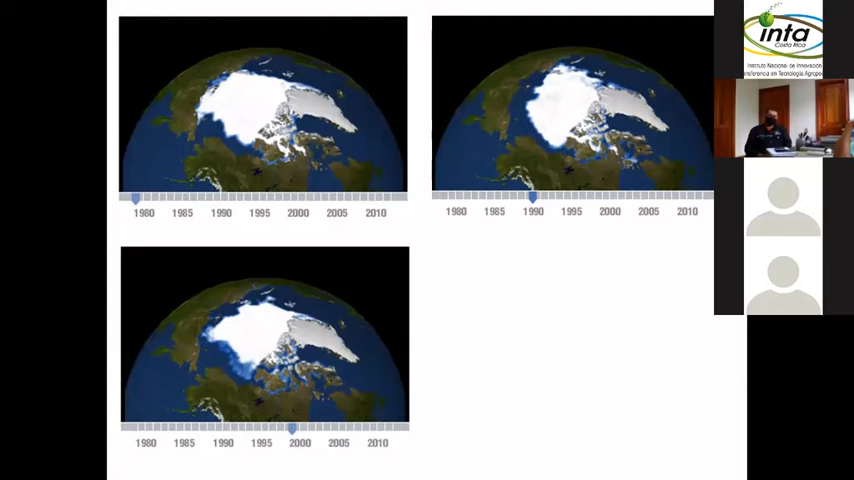 1980 1985 1990 1995 2000 2005 2010
1980 1985 1990 1995 2000 2005 2010
1980 1985 1990 1995 2000 2005 2010
inta
Costa Rica
Instituto Nacional de Innovación
ansferencia en Tecnología Agropec